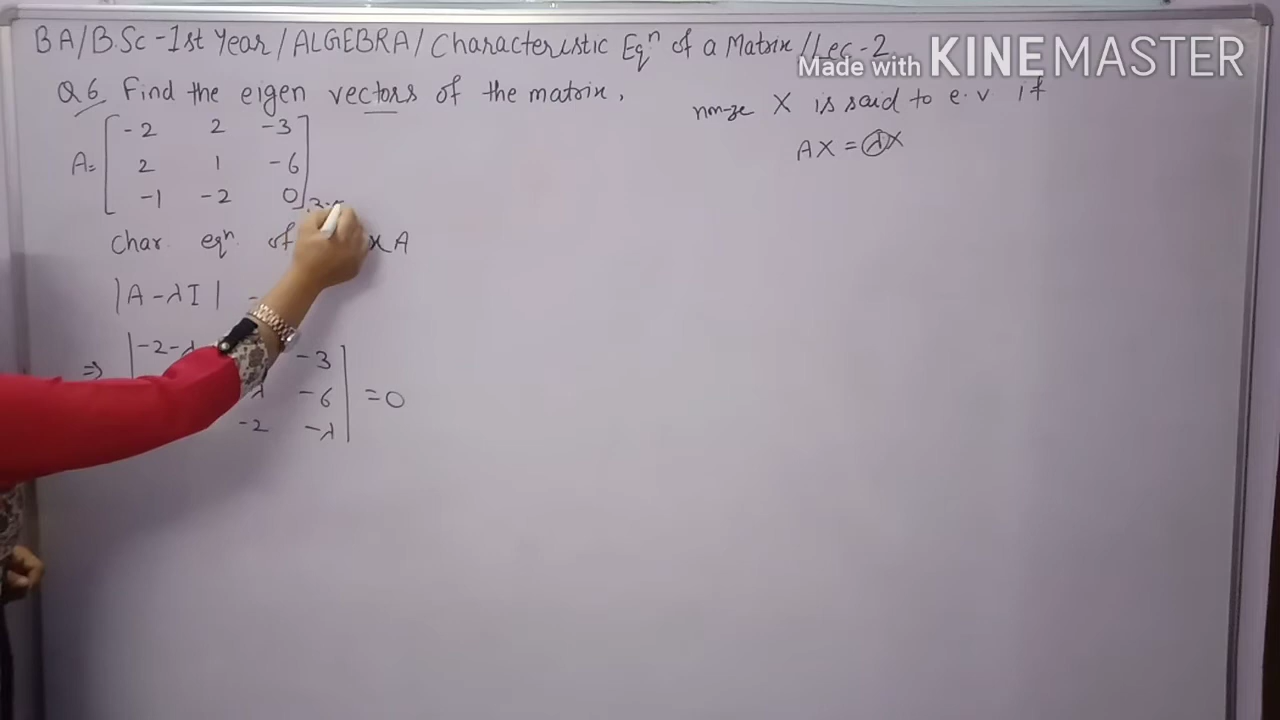 BA/B.Sc-1st Year/ALGEBRA/Characteristic Eqⁿ of a Matrix//Lec-2
Made with KINEMASTER
Q6 Find the eigen vectors of the matrix,
non-ze X is said to e.v if
AX = λX
A= [ -2 2 -3
2 1 -6
-1 -2 0 ]
Char. eqⁿ. of x A
|A-λI|
⇒ | -2-λ -3 |
λ -6 = 0
-2 -λ